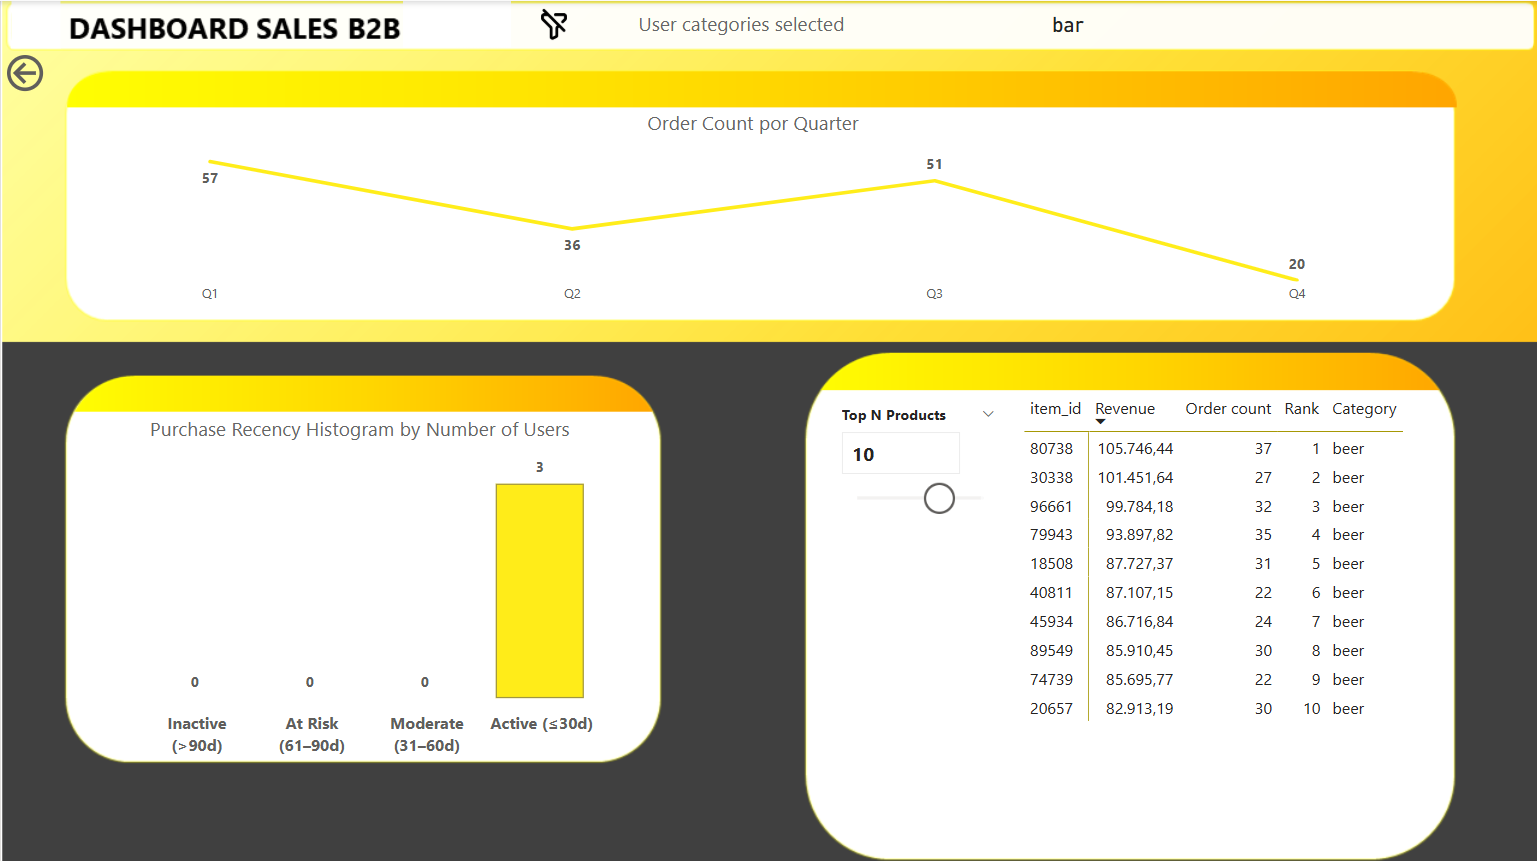 DASHBOARD SALES B2B
User categories selected
bar
Order Count por Quarter
57
36
51
20
Q1 Q2 Q3 Q4
Purchase Recency Histogram by Number of Users
3
0 0 0
Inactive (>90d)
At Risk (61–90d)
Moderate (31–60d)
Active (≤30d)
Top N Products
10
item_id Revenue Order count Rank Category
80738 105.746,44 37 1 beer
30338 101.451,64 27 2 beer
96661 99.784,18 32 3 beer
79943 93.897,82 35 4 beer
18508 87.727,37 31 5 beer
40811 87.107,15 22 6 beer
45934 86.716,84 24 7 beer
89549 85.910,45 30 8 beer
74739 85.695,77 22 9 beer
20657 82.913,19 30 10 beer